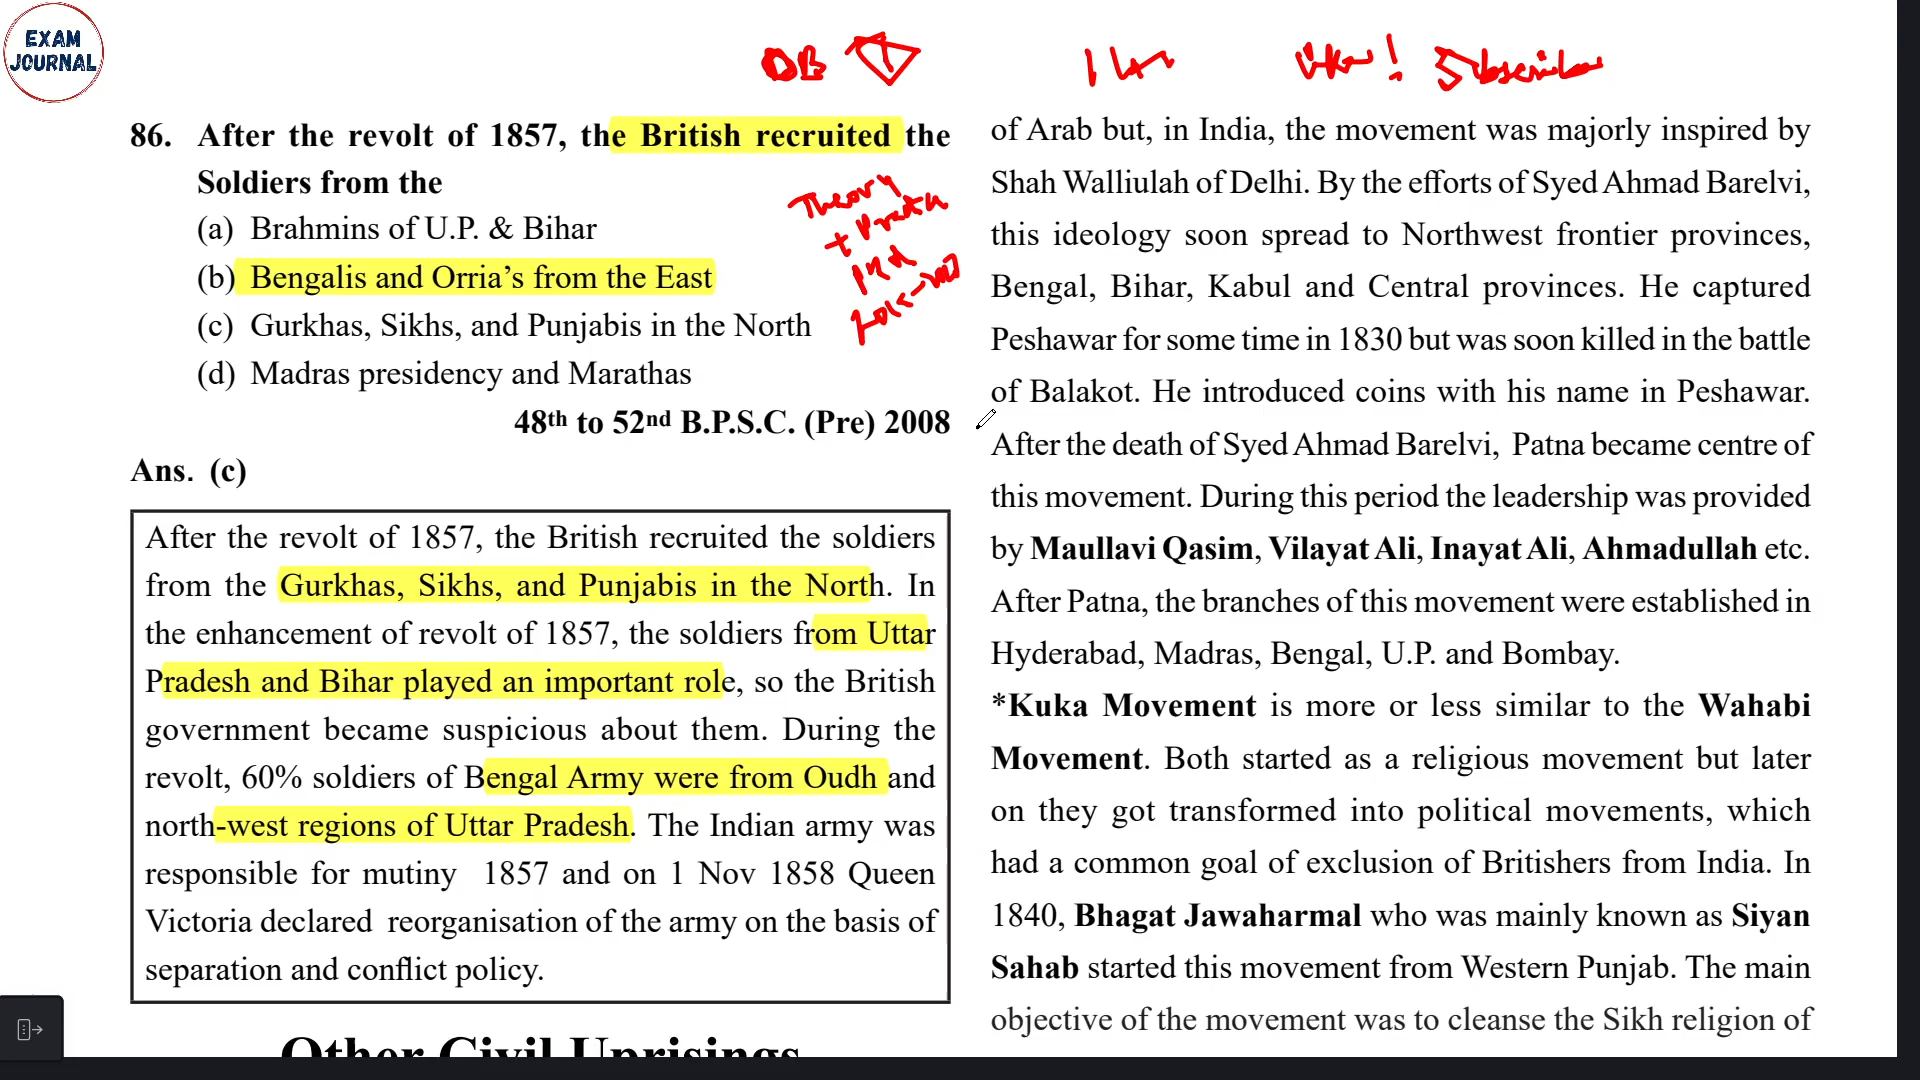 EXAM
JOURNAL
86. After the revolt of 1857, the British recruited the
Soldiers from the
(a) Brahmins of U.P. & Bihar
(b) Bengalis and Orria's from the East
(c) Gurkhas, Sikhs, and Punjabis in the North
(d) Madras presidency and Marathas
48th to 52nd B.P.S.C. (Pre) 2008
Ans. (c)
Theory
After the revolt of 1857, the British recruited the soldiers
from the Gurkhas, Sikhs, and Punjabis in the North. In
the enhancement of revolt of 1857, the soldiers from Uttar
Pradesh and Bihar played an important role, so the British
government became suspicious about them. During the
revolt, 60% soldiers of Bengal Army were from Oudh and
north-west regions of Uttar Pradesh. The Indian army was
responsible for mutiny 1857 and on 1 Nov 1858 Queen
Victoria declared reorganisation of the army on the basis of
separation and conflict policy.
Other Civil Uprisings
of Arab but, in India, the movement was majorly inspired by
Shah Walliulah of Delhi. By the efforts of Syed Ahmad Barelvi,
this ideology soon spread to Northwest frontier provinces,
Bengal, Bihar, Kabul and Central provinces. He captured
Peshawar for some time in 1830 but was soon killed in the battle
of Balakot. He introduced coins with his name in Peshawar.
After the death of Syed Ahmad Barelvi, Patna became centre of
this movement. During this period the leadership was provided
by Maullavi Qasim, Vilayat Ali, Inayat Ali, Ahmadullah etc.
After Patna, the branches of this movement were established in
Hyderabad, Madras, Bengal, U.P. and Bombay.
*Kuka Movement is more or less similar to the Wahabi
Movement. Both started as a religious movement but later
on they got transformed into political movements, which
had a common goal of exclusion of Britishers from India. In
1840, Bhagat Jawaharmal who was mainly known as Siyan
Sahab started this movement from Western Punjab. The main
objective of the movement was to cleanse the Sikh religion of